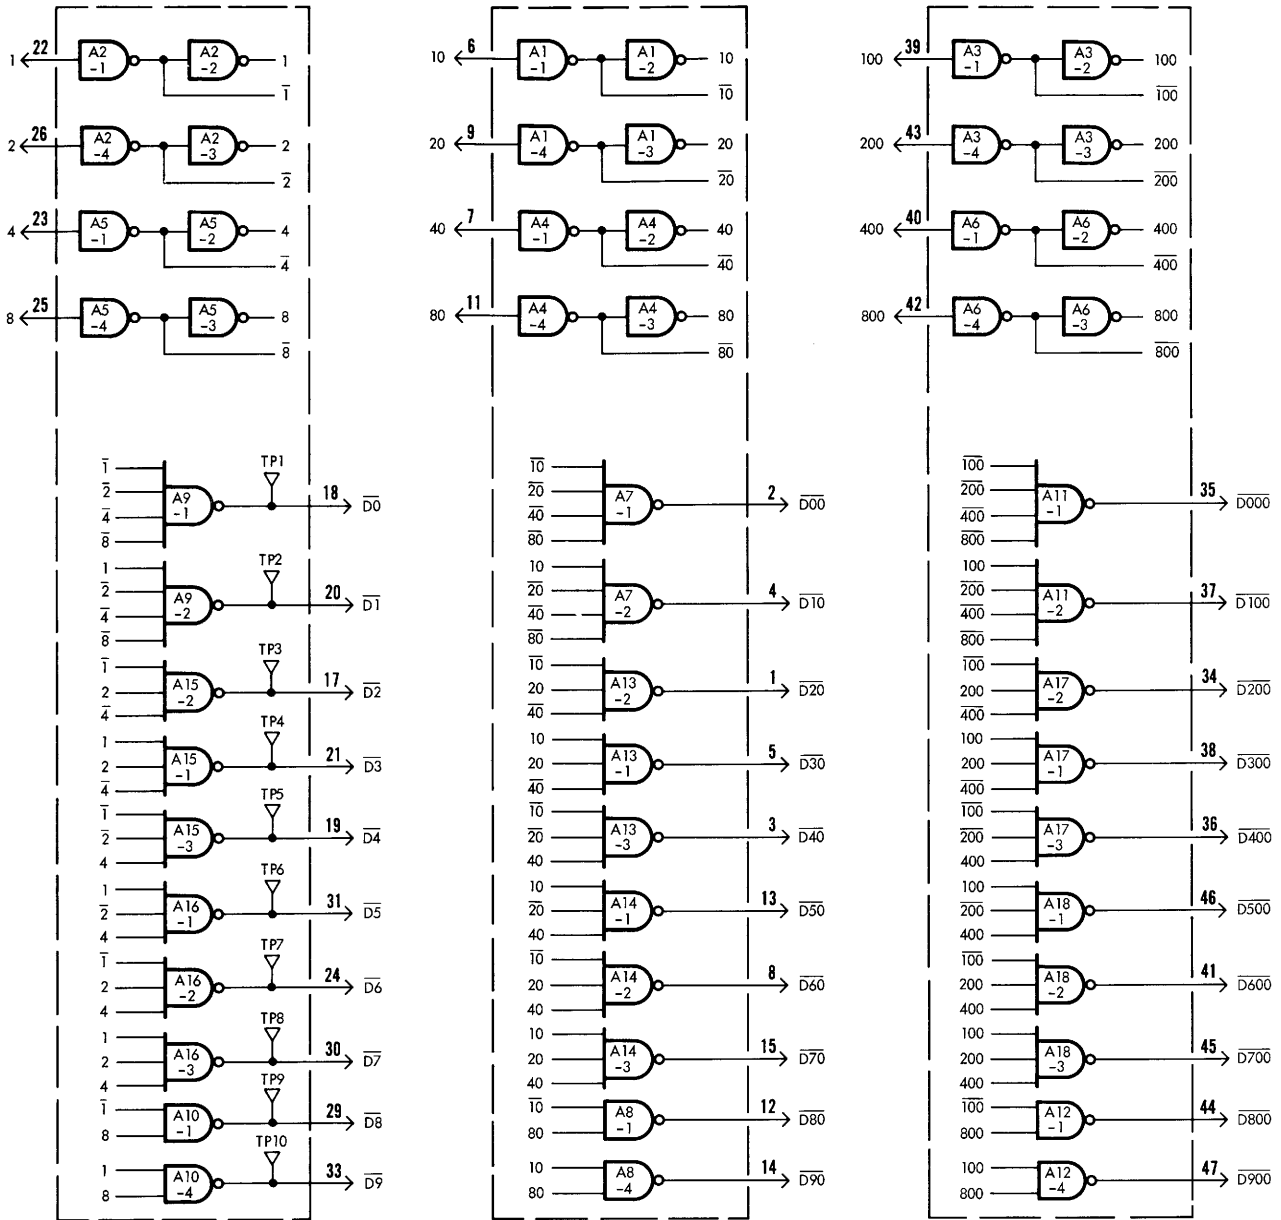 1 22 A2 -1 A2 -2 1
1̅
2 26 A2 -4 A2 -3 2
2̅
4 23 A5 -1 A5 -2 4
4̅
8 25 A5 -4 A5 -3 8
8̅
1̅ TP1
2̅ A9 -1 18 D̅0̅
4̅
8̅
1 TP2
2̅ A9 -2 20 D̅1̅
4̅
8̅
1̅ TP3
2 A15 -2 17 D̅2̅
4̅
1 TP4
2 A15 -1 21 D̅3̅
4̅
1̅ TP5
2̅ A15 -3 19 D̅4̅
4
1 TP6
2̅ A16 -1 31 D̅5̅
4
1̅ TP7
2 A16 -2 24 D̅6̅
4
1 TP8
2 A16 -3 30 D̅7̅
4
1̅ TP9
8 A10 -1 29 D̅8̅
1 TP10
8 A10 -4 33 D̅9̅
10 6 A1 -1 A1 -2 10
1̅0̅
20 9 A1 -4 A1 -3 20
2̅0̅
40 7 A4 -1 A4 -2 40
4̅0̅
80 11 A4 -4 A4 -3 80
8̅0̅
1̅0̅
2̅0̅ A7 -1 2 D̅0̅0̅
4̅0̅
8̅0̅
10
2̅0̅ A7 -2 4 D̅1̅0̅
4̅0̅
8̅0̅
1̅0̅
20 A13 -2 1 D̅2̅0̅
4̅0̅
10
20 A13 -1 5 D̅3̅0̅
4̅0̅
1̅0̅
2̅0̅ A13 -3 3 D̅4̅0̅
40
10
2̅0̅ A14 -1 13 D̅5̅0̅
40
1̅0̅
20 A14 -2 8 D̅6̅0̅
40
10
20 A14 -3 15 D̅7̅0̅
40
1̅0̅
80 A8 -1 12 D̅8̅0̅
10
80 A8 -4 14 D̅9̅0̅
100 39 A3 -1 A3 -2 100
1̅0̅0̅
200 43 A3 -4 A3 -3 200
2̅0̅0̅
400 40 A6 -1 A6 -2 400
4̅0̅0̅
800 42 A6 -4 A6 -3 800
8̅0̅0̅
1̅0̅0̅
2̅0̅0̅ A11 -1 35 D̅0̅0̅0̅
4̅0̅0̅
8̅0̅0̅
100
2̅0̅0̅ A11 -2 37 D̅1̅0̅0̅
4̅0̅0̅
8̅0̅0̅
1̅0̅0̅
200 A17 -2 34 D̅2̅0̅0̅
4̅0̅0̅
100
200 A17 -1 38 D̅3̅0̅0̅
4̅0̅0̅
1̅0̅0̅
2̅0̅0̅ A17 -3 36 D̅4̅0̅0̅
400
100
2̅0̅0̅ A18 -1 46 D̅5̅0̅0̅
400
1̅0̅0̅
200 A18 -2 41 D̅6̅0̅0̅
400
100
200 A18 -3 45 D̅7̅0̅0̅
400
1̅0̅0̅
800 A12 -1 44 D̅8̅0̅0̅
100
800 A12 -4 47 D̅9̅0̅0̅